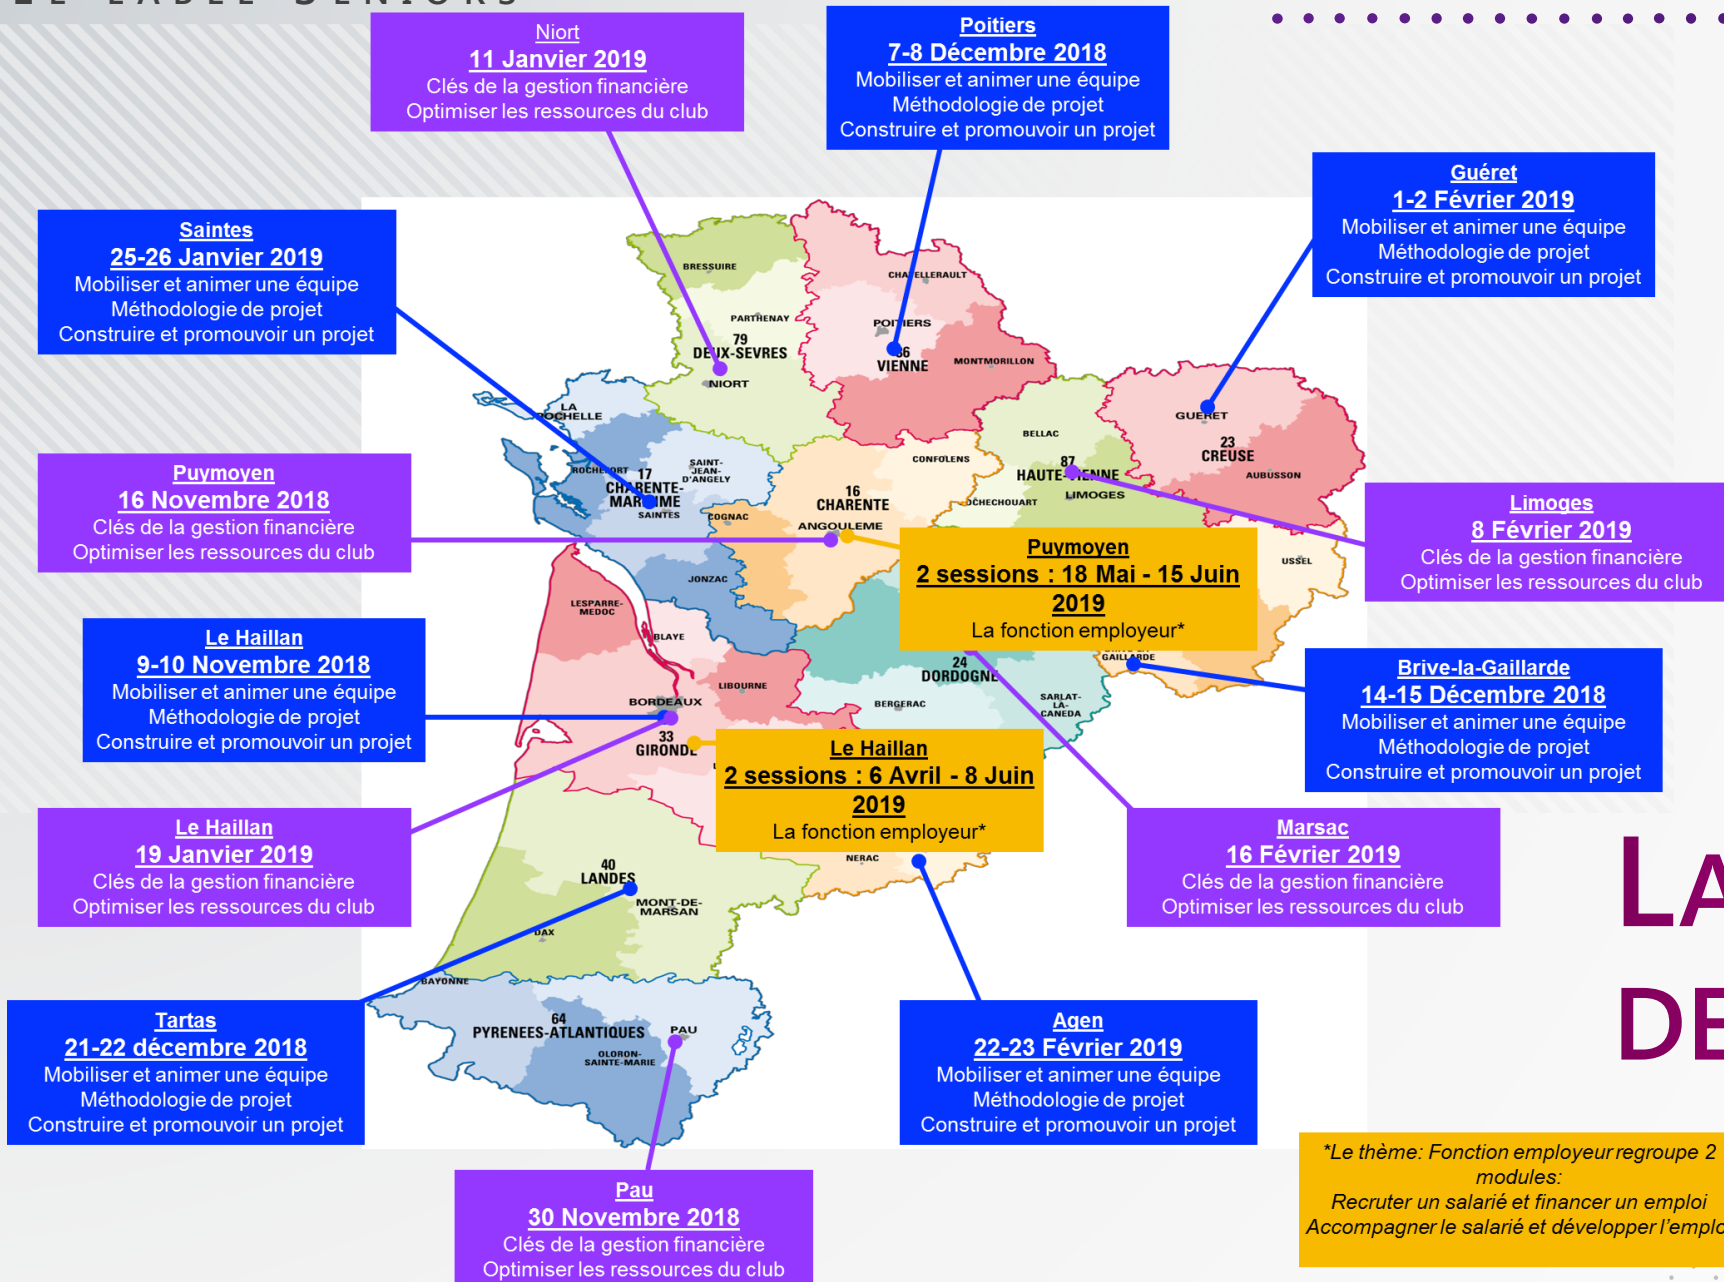 LE LABEL SENIORS
Niort
11 Janvier 2019
Clés de la gestion financière
Optimiser les ressources du club
Poitiers
7-8 Décembre 2018
Mobiliser et animer une équipe
Méthodologie de projet
Construire et promouvoir un projet
Guéret
1-2 Février 2019
Mobiliser et animer une équipe
Méthodologie de projet
Construire et promouvoir un projet
Saintes
25-26 Janvier 2019
Mobiliser et animer une équipe
Méthodologie de projet
Construire et promouvoir un projet
BRESSUIRE
CHATELLERAULT
PARTHENAY
POITIERS
79
DEUX-SEVRES
86
VIENNE
MONTMORILLON
NIORT
LA
ROCHELLE
GUERET
BELLAC
23
CREUSE
AUBUSSON
CONFOLENS
87
HAUTE-VIENNE
LIMOGES
ROCHECHOUART
ROCHEFORT
SAINT-
JEAN-
D'ANGELY
17
CHARENTE-
MARITIME
SAINTES
COGNAC
16
CHARENTE
ANGOULEME
Puymoyen
16 Novembre 2018
Clés de la gestion financière
Optimiser les ressources du club
Limoges
8 Février 2019
Clés de la gestion financière
Optimiser les ressources du club
Puymoyen
2 sessions : 18 Mai - 15 Juin
2019
La fonction employeur*
USSEL
JONZAC
LESPARRE-
MEDOC
BLAYE
Le Haillan
9-10 Novembre 2018
Mobiliser et animer une équipe
Méthodologie de projet
Construire et promouvoir un projet
LIBOURNE
BORDEAUX
33
GIRONDE
24
DORDOGNE
BERGERAC
SARLAT-
LA-
CANEDA
GAILLARDE
Brive-la-Gaillarde
14-15 Décembre 2018
Mobiliser et animer une équipe
Méthodologie de projet
Construire et promouvoir un projet
Le Haillan
2 sessions : 6 Avril - 8 Juin
2019
La fonction employeur*
Le Haillan
19 Janvier 2019
Clés de la gestion financière
Optimiser les ressources du club
Marsac
16 Février 2019
Clés de la gestion financière
Optimiser les ressources du club
NERAC
40
LANDES
MONT-DE-
MARSAN
DAX
BAYONNE
LA
DE
Tartas
21-22 décembre 2018
Mobiliser et animer une équipe
Méthodologie de projet
Construire et promouvoir un projet
64
PYRENEES-ATLANTIQUES
PAU
OLORON-
SAINTE-MARIE
Agen
22-23 Février 2019
Mobiliser et animer une équipe
Méthodologie de projet
Construire et promouvoir un projet
Pau
30 Novembre 2018
Clés de la gestion financière
Optimiser les ressources du club
*Le thème: Fonction employeur regroupe 2
modules:
Recruter un salarié et financer un emploi
Accompagner le salarié et développer l'emploi